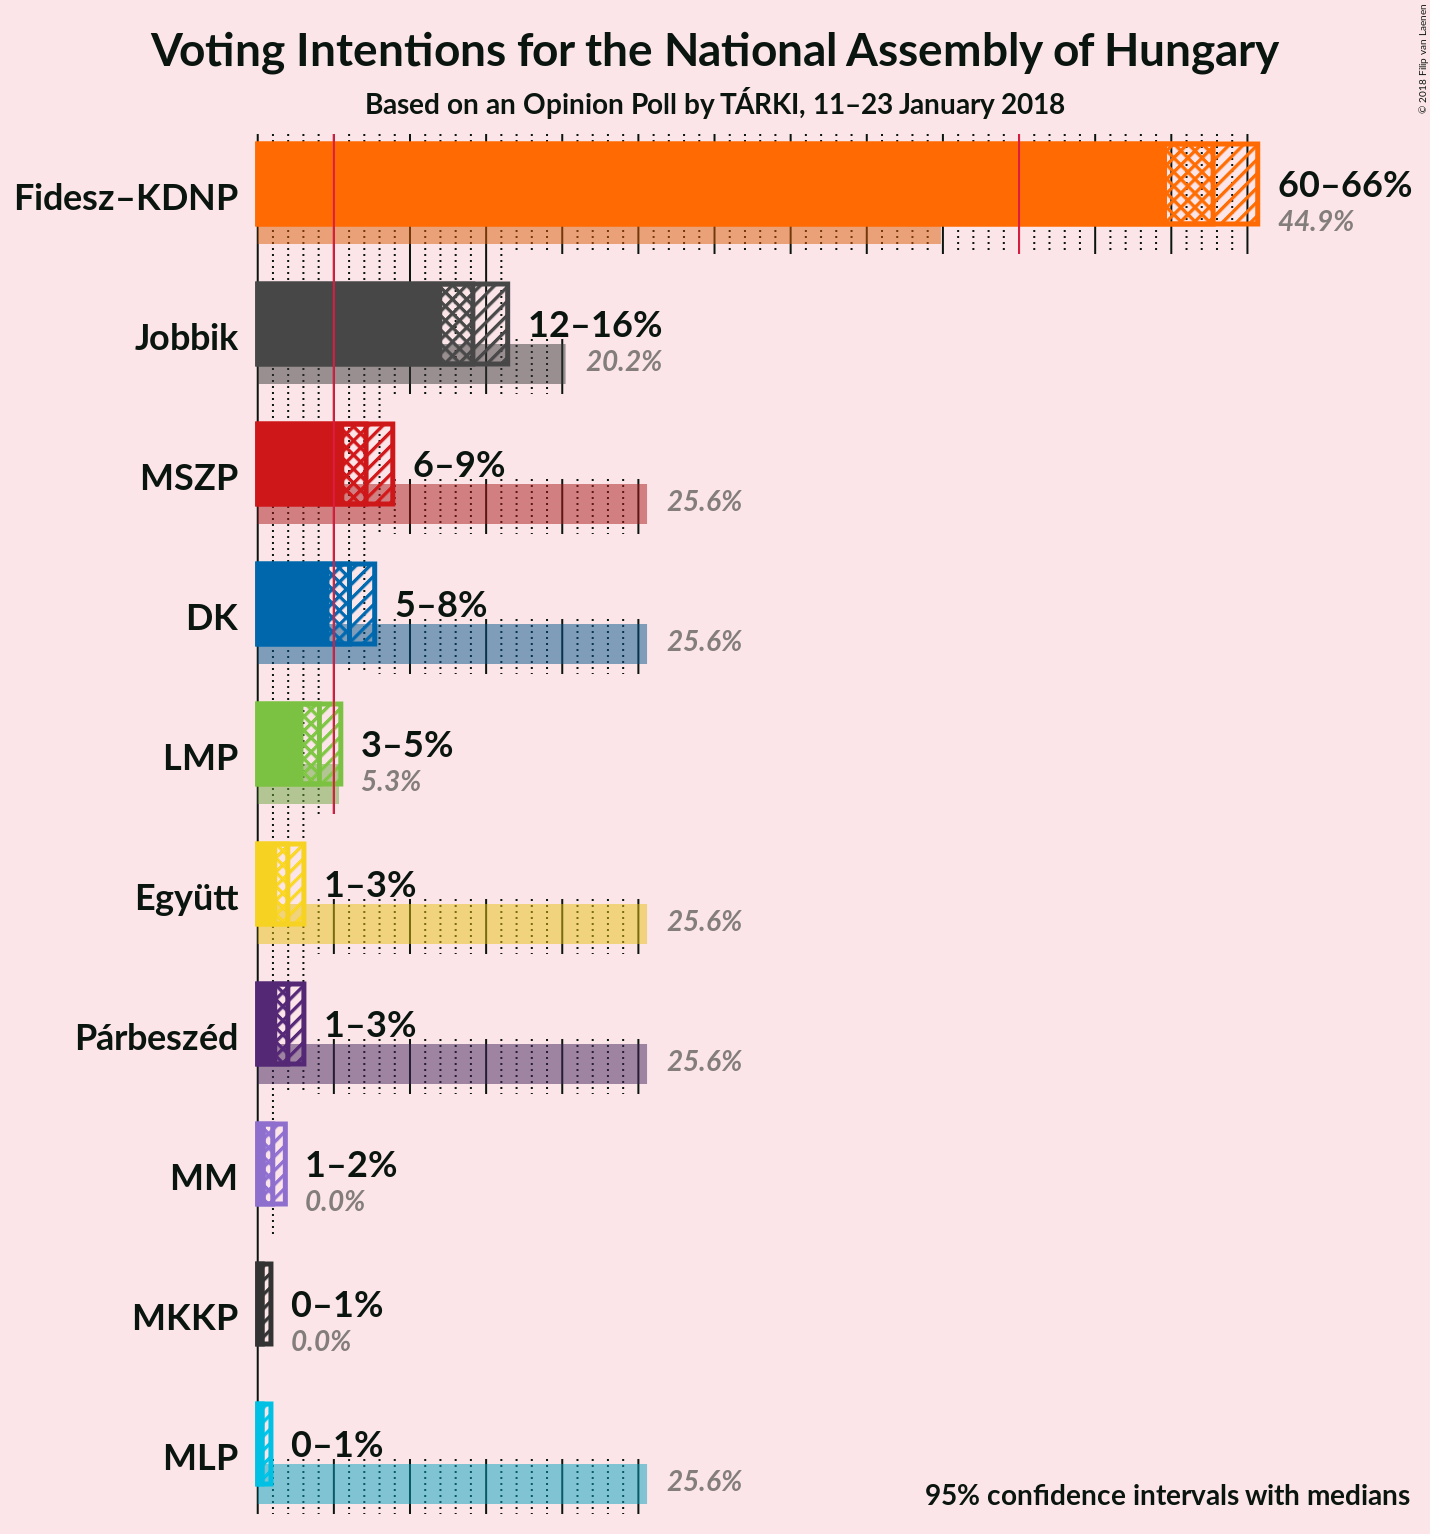 Voting Intentions for the National Assembly of Hungary
Based on an Opinion Poll by TÁRKI, 11–23 January 2018
© 2018 Filip van Laenen
Fidesz–KDNP
60–66%
44.9%
Jobbik
12–16%
20.2%
MSZP
6–9%
25.6%
DK
5–8%
25.6%
LMP
3–5%
5.3%
Együtt
1–3%
25.6%
Párbeszéd
1–3%
25.6%
MM
1–2%
0.0%
MKKP
0–1%
0.0%
MLP
0–1%
25.6%
95% confidence intervals with medians